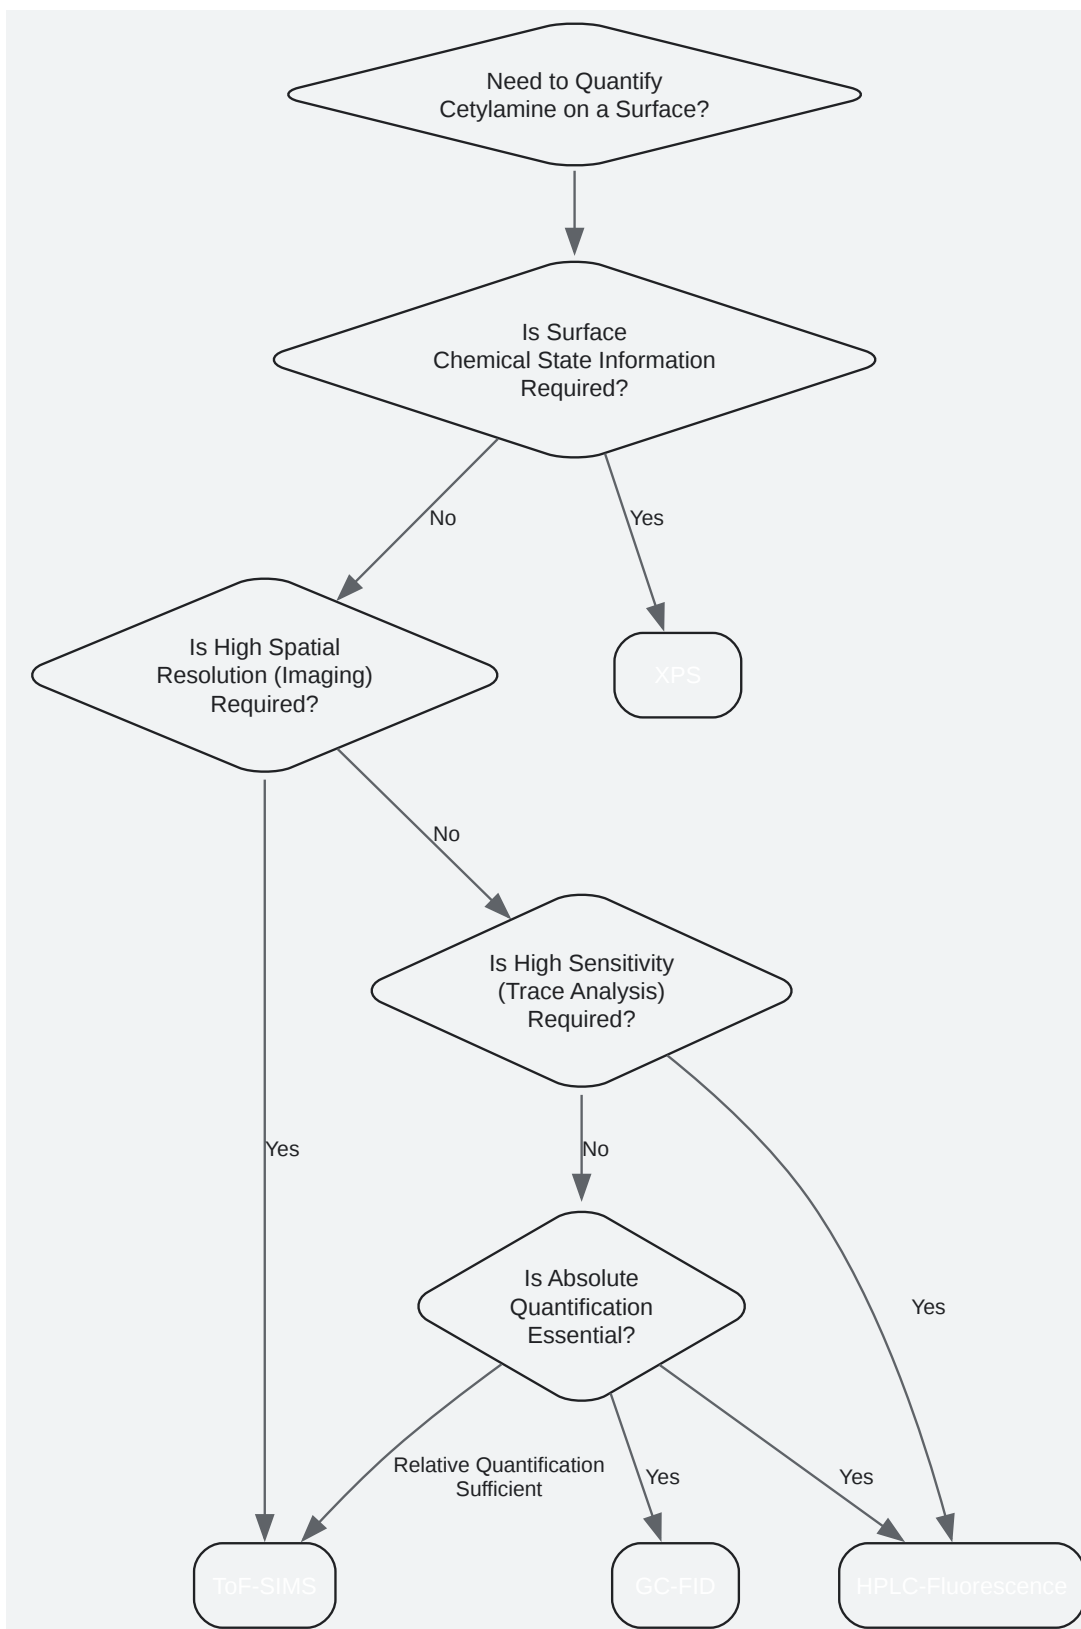 Need to Quantify
Cetylamine on a Surface?
Is Surface
Chemical State Information
Required?
No
Yes
Is High Spatial
Resolution (Imaging)
Required?
XPS
No
Is High Sensitivity
(Trace Analysis)
Required?
Yes
No
Is Absolute
Quantification
Essential?
Yes
Relative Quantification
Sufficient
Yes
Yes
ToF-SIMS
GC-FID
HPLC-Fluorescence